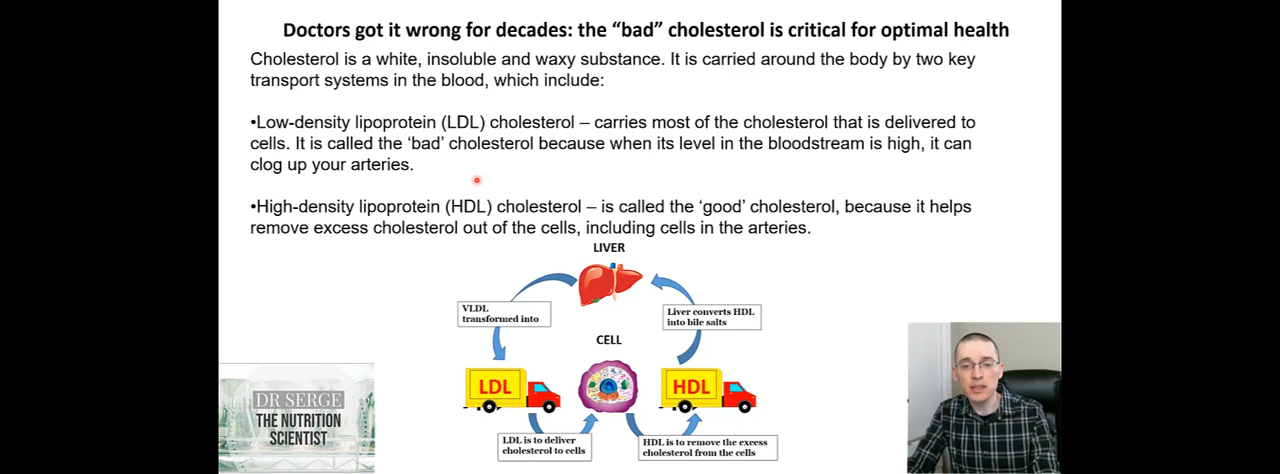 Doctors got it wrong for decades: the “bad” cholesterol is critical for optimal health
Cholesterol is a white, insoluble and waxy substance. It is carried around the body by two key
transport systems in the blood, which include:
•Low-density lipoprotein (LDL) cholesterol – carries most of the cholesterol that is delivered to
cells. It is called the ‘bad’ cholesterol because when its level in the bloodstream is high, it can
clog up your arteries.
•High-density lipoprotein (HDL) cholesterol – is called the ‘good’ cholesterol, because it helps
remove excess cholesterol out of the cells, including cells in the arteries.
LIVER
VLDL
transformed into
Liver converts HDL
into bile salts
CELL
LDL
HDL
LDL is to deliver
cholesterol to cells
HDL is to remove the excess
cholesterol from the cells
DR SERGE
THE NUTRITION
SCIENTIST